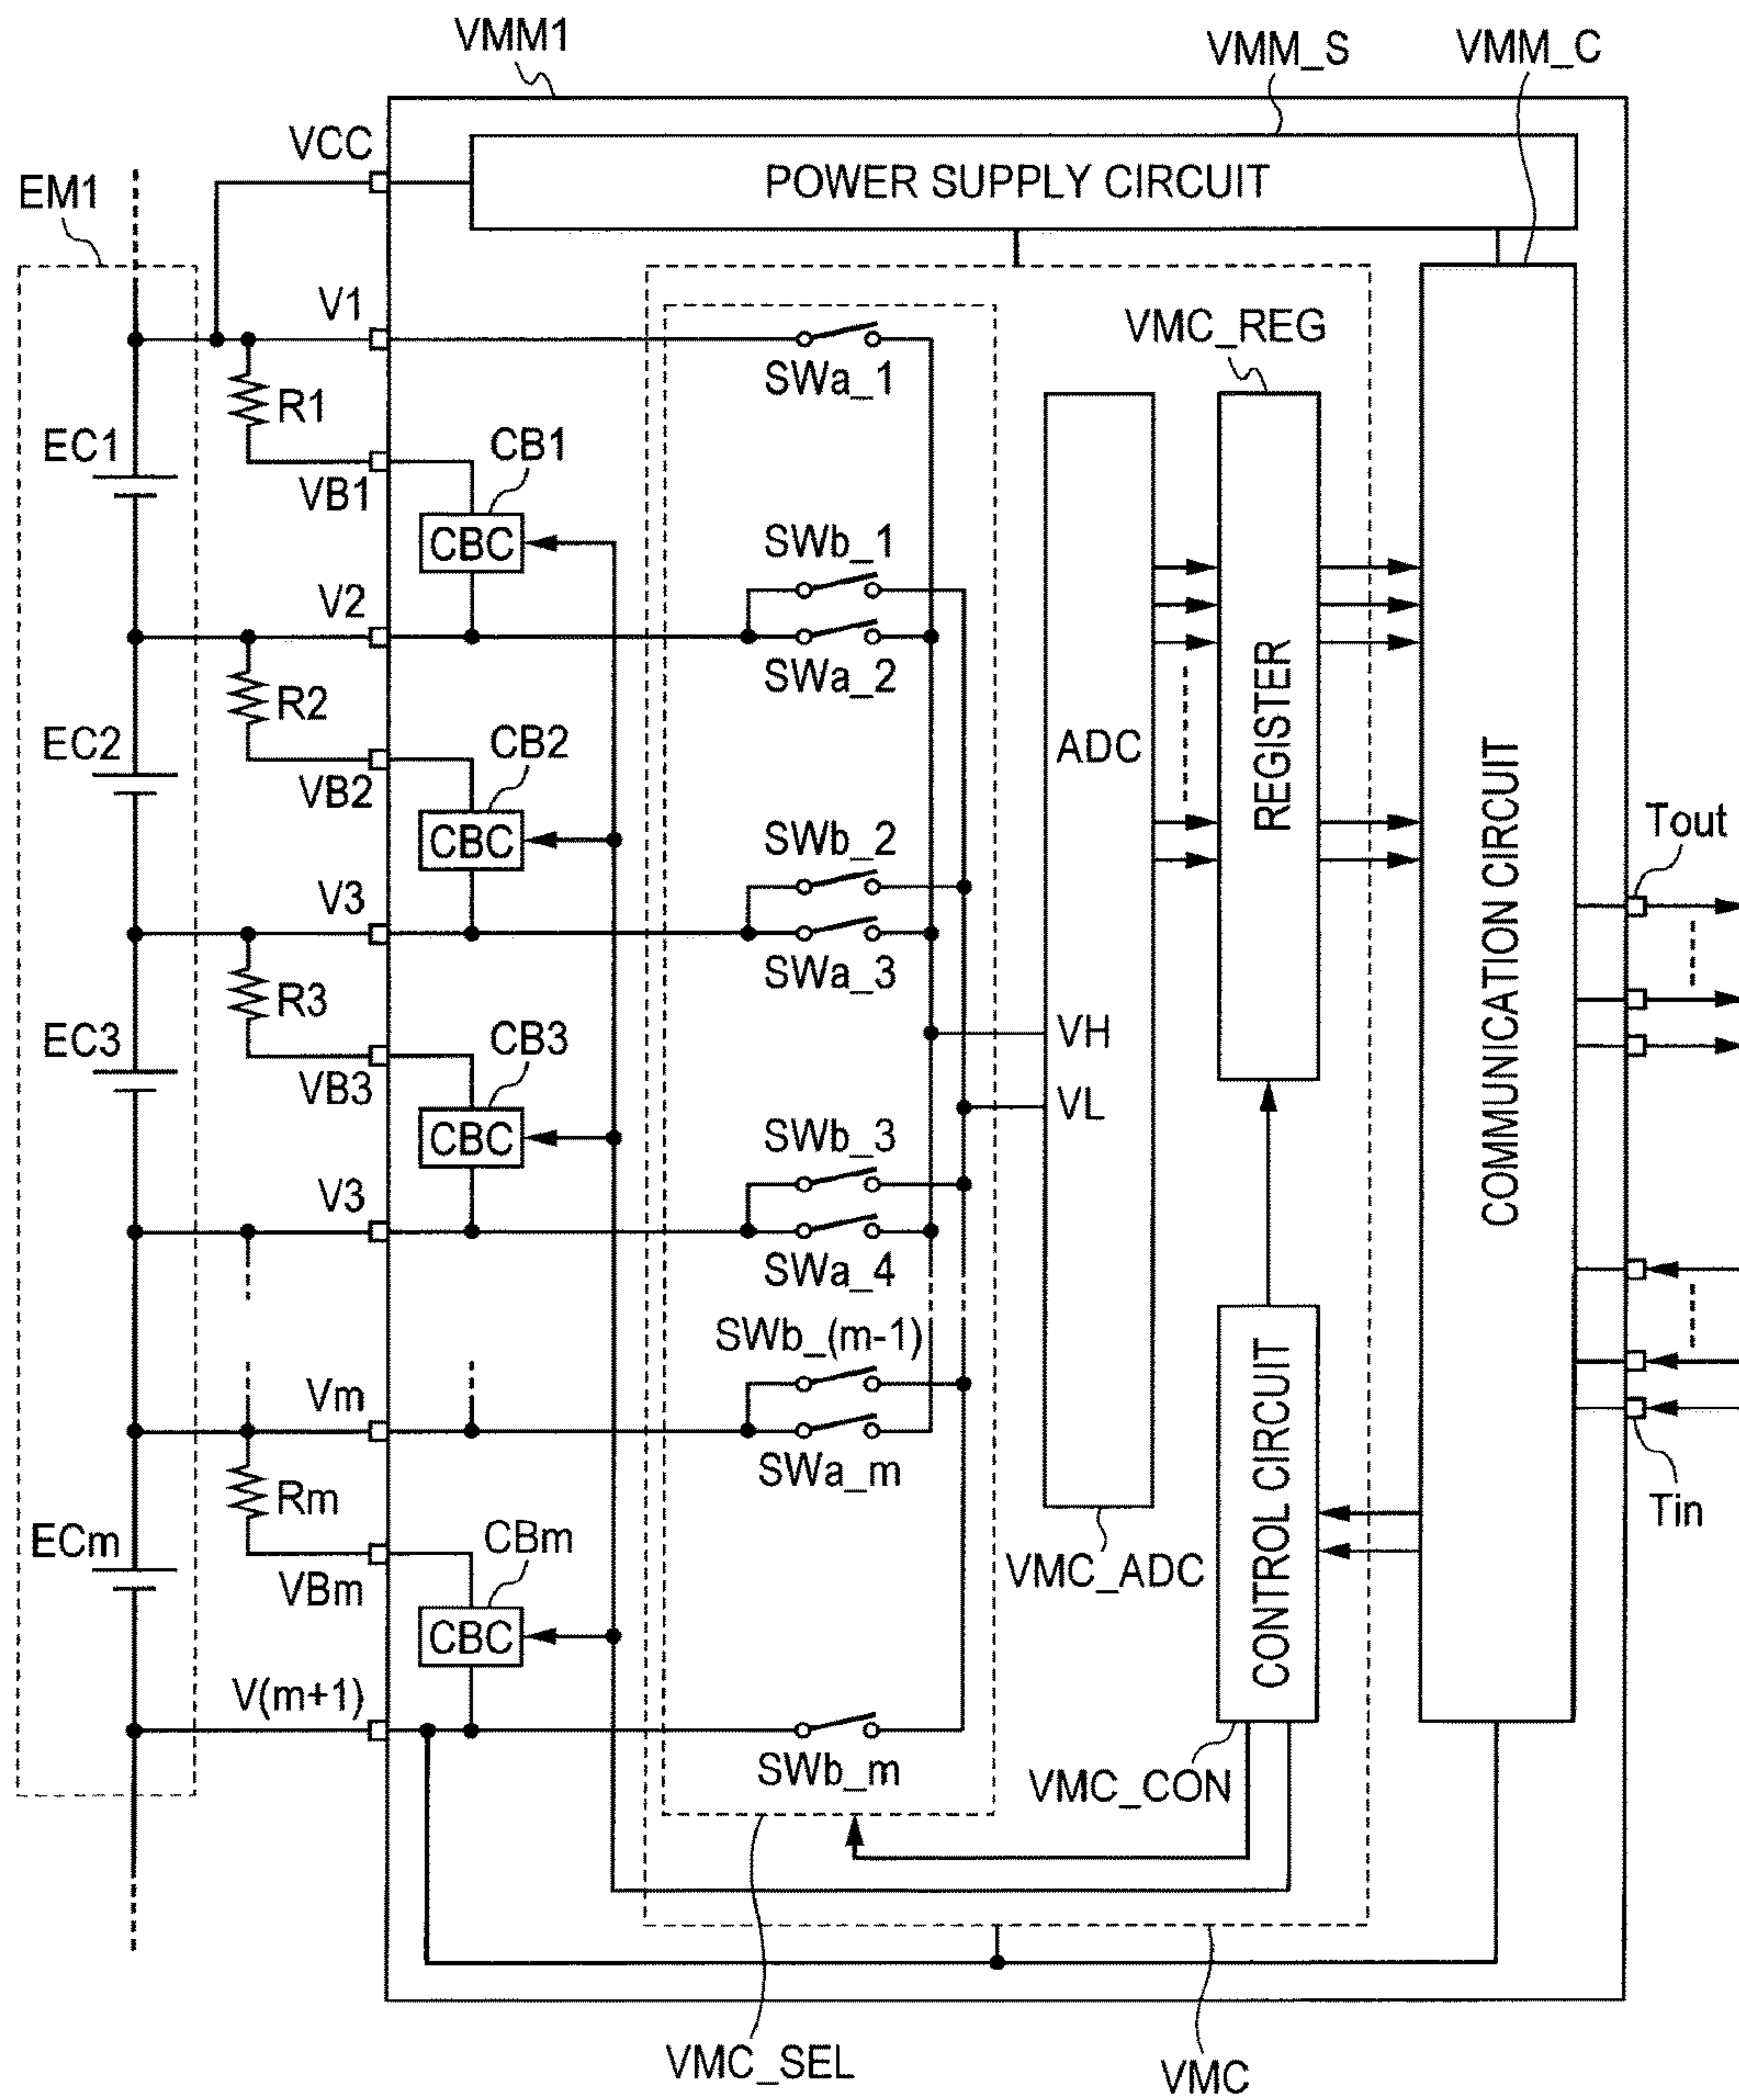 VMM1
VMM_S
VMM_C
VCC
POWER SUPPLY CIRCUIT
EM1
V1
VMC_REG
SWa_1
R1
EC1
CB1
VB1
CBC
SWb_1
V2
SWa_2
R2
EC2
CB2
ADC
REGISTER
COMMUNICATION CIRCUIT
VB2
CBC
SWb_2
Tout
V3
SWa_3
R3
EC3
CB3
VH
VB3
VL
CBC
SWb_3
V3
SWa_4
SWb_(m-1)
Vm
SWa_m
CONTROL CIRCUIT
Rm
Tin
ECm
CBm
VMC_ADC
VBm
CBC
V(m+1)
SWb_m
VMC_CON
VMC_SEL
VMC